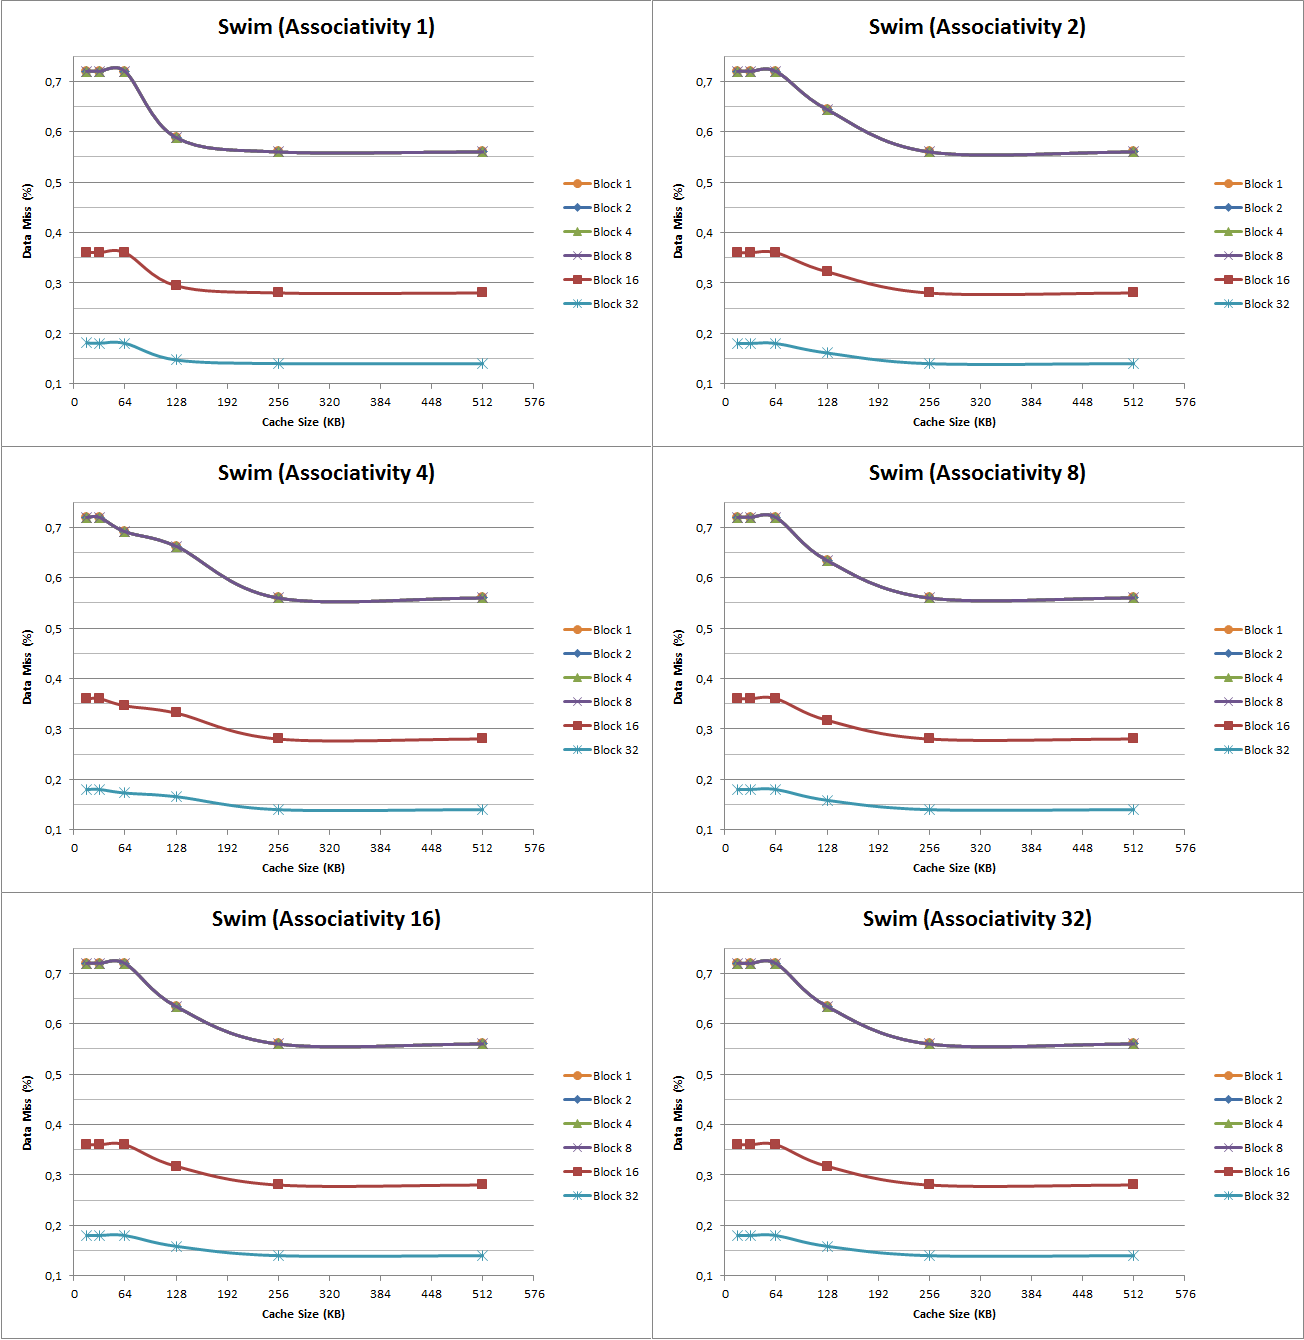 Swim (Associativity 1)
Data Miss (%)
0,7
0,6
0,5
0,4
0,3
0,2
0,1
0 64 128 192 256 320 384 448 512 576
Cache Size (KB)
Block 1
Block 2
Block 4
Block 8
Block 16
Block 32
Swim (Associativity 2)
Data Miss (%)
0,7
0,6
0,5
0,4
0,3
0,2
0,1
0 64 128 192 256 320 384 448 512 576
Cache Size (KB)
Block 1
Block 2
Block 4
Block 8
Block 16
Block 32
Swim (Associativity 4)
Data Miss (%)
0,7
0,6
0,5
0,4
0,3
0,2
0,1
0 64 128 192 256 320 384 448 512 576
Cache Size (KB)
Block 1
Block 2
Block 4
Block 8
Block 16
Block 32
Swim (Associativity 8)
Data Miss (%)
0,7
0,6
0,5
0,4
0,3
0,2
0,1
0 64 128 192 256 320 384 448 512 576
Cache Size (KB)
Block 1
Block 2
Block 4
Block 8
Block 16
Block 32
Swim (Associativity 16)
Data Miss (%)
0,7
0,6
0,5
0,4
0,3
0,2
0,1
0 64 128 192 256 320 384 448 512 576
Cache Size (KB)
Block 1
Block 2
Block 4
Block 8
Block 16
Block 32
Swim (Associativity 32)
Data Miss (%)
0,7
0,6
0,5
0,4
0,3
0,2
0,1
0 64 128 192 256 320 384 448 512 576
Cache Size (KB)
Block 1
Block 2
Block 4
Block 8
Block 16
Block 32